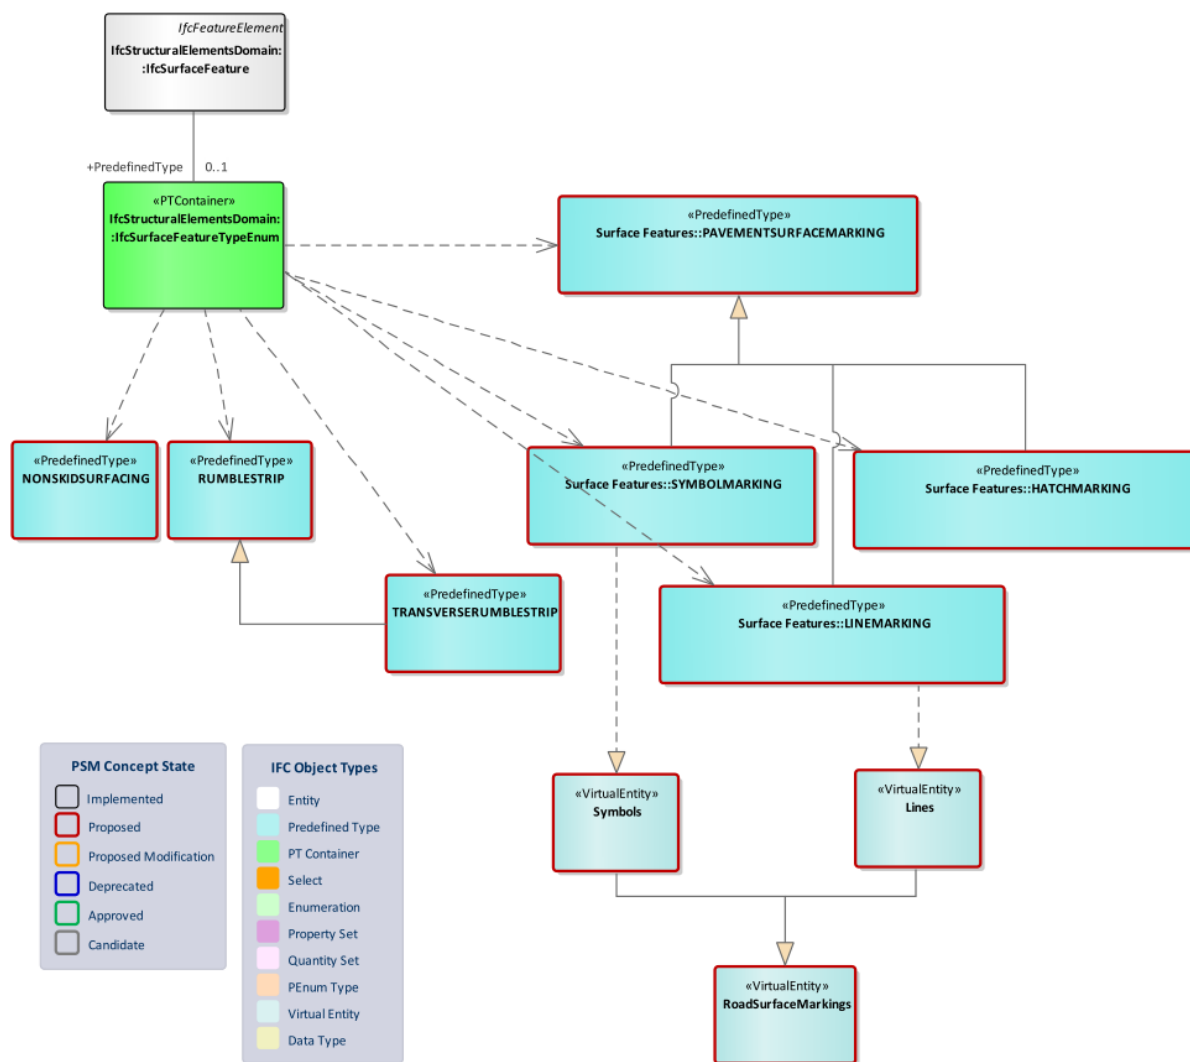 IfcFeatureElement
IfcStructuralElementsDomain:
:IfcSurfaceFeature
+PredefinedType 0..1
«PTContainer»
IfcStructuralElementsDomain:
:IfcSurfaceFeatureTypeEnum
«PredefinedType»
Surface Features::PAVEMENTSURFACEMARKING
«PredefinedType»
NONSKIDSURFACING
«PredefinedType»
RUMBLESTRIP
«PredefinedType»
Surface Features::SYMBOLMARKING
«PredefinedType»
Surface Features::HATCHMARKING
«PredefinedType»
TRANSVERSERUMBLESTRIP
«PredefinedType»
Surface Features::LINEMARKING
«VirtualEntity»
Symbols
«VirtualEntity»
Lines
«VirtualEntity»
RoadSurfaceMarkings
PSM Concept State
Implemented
Proposed
Proposed Modification
Deprecated
Approved
Candidate
IFC Object Types
Entity
Predefined Type
PT Container
Select
Enumeration
Property Set
Quantity Set
PEnum Type
Virtual Entity
Data Type